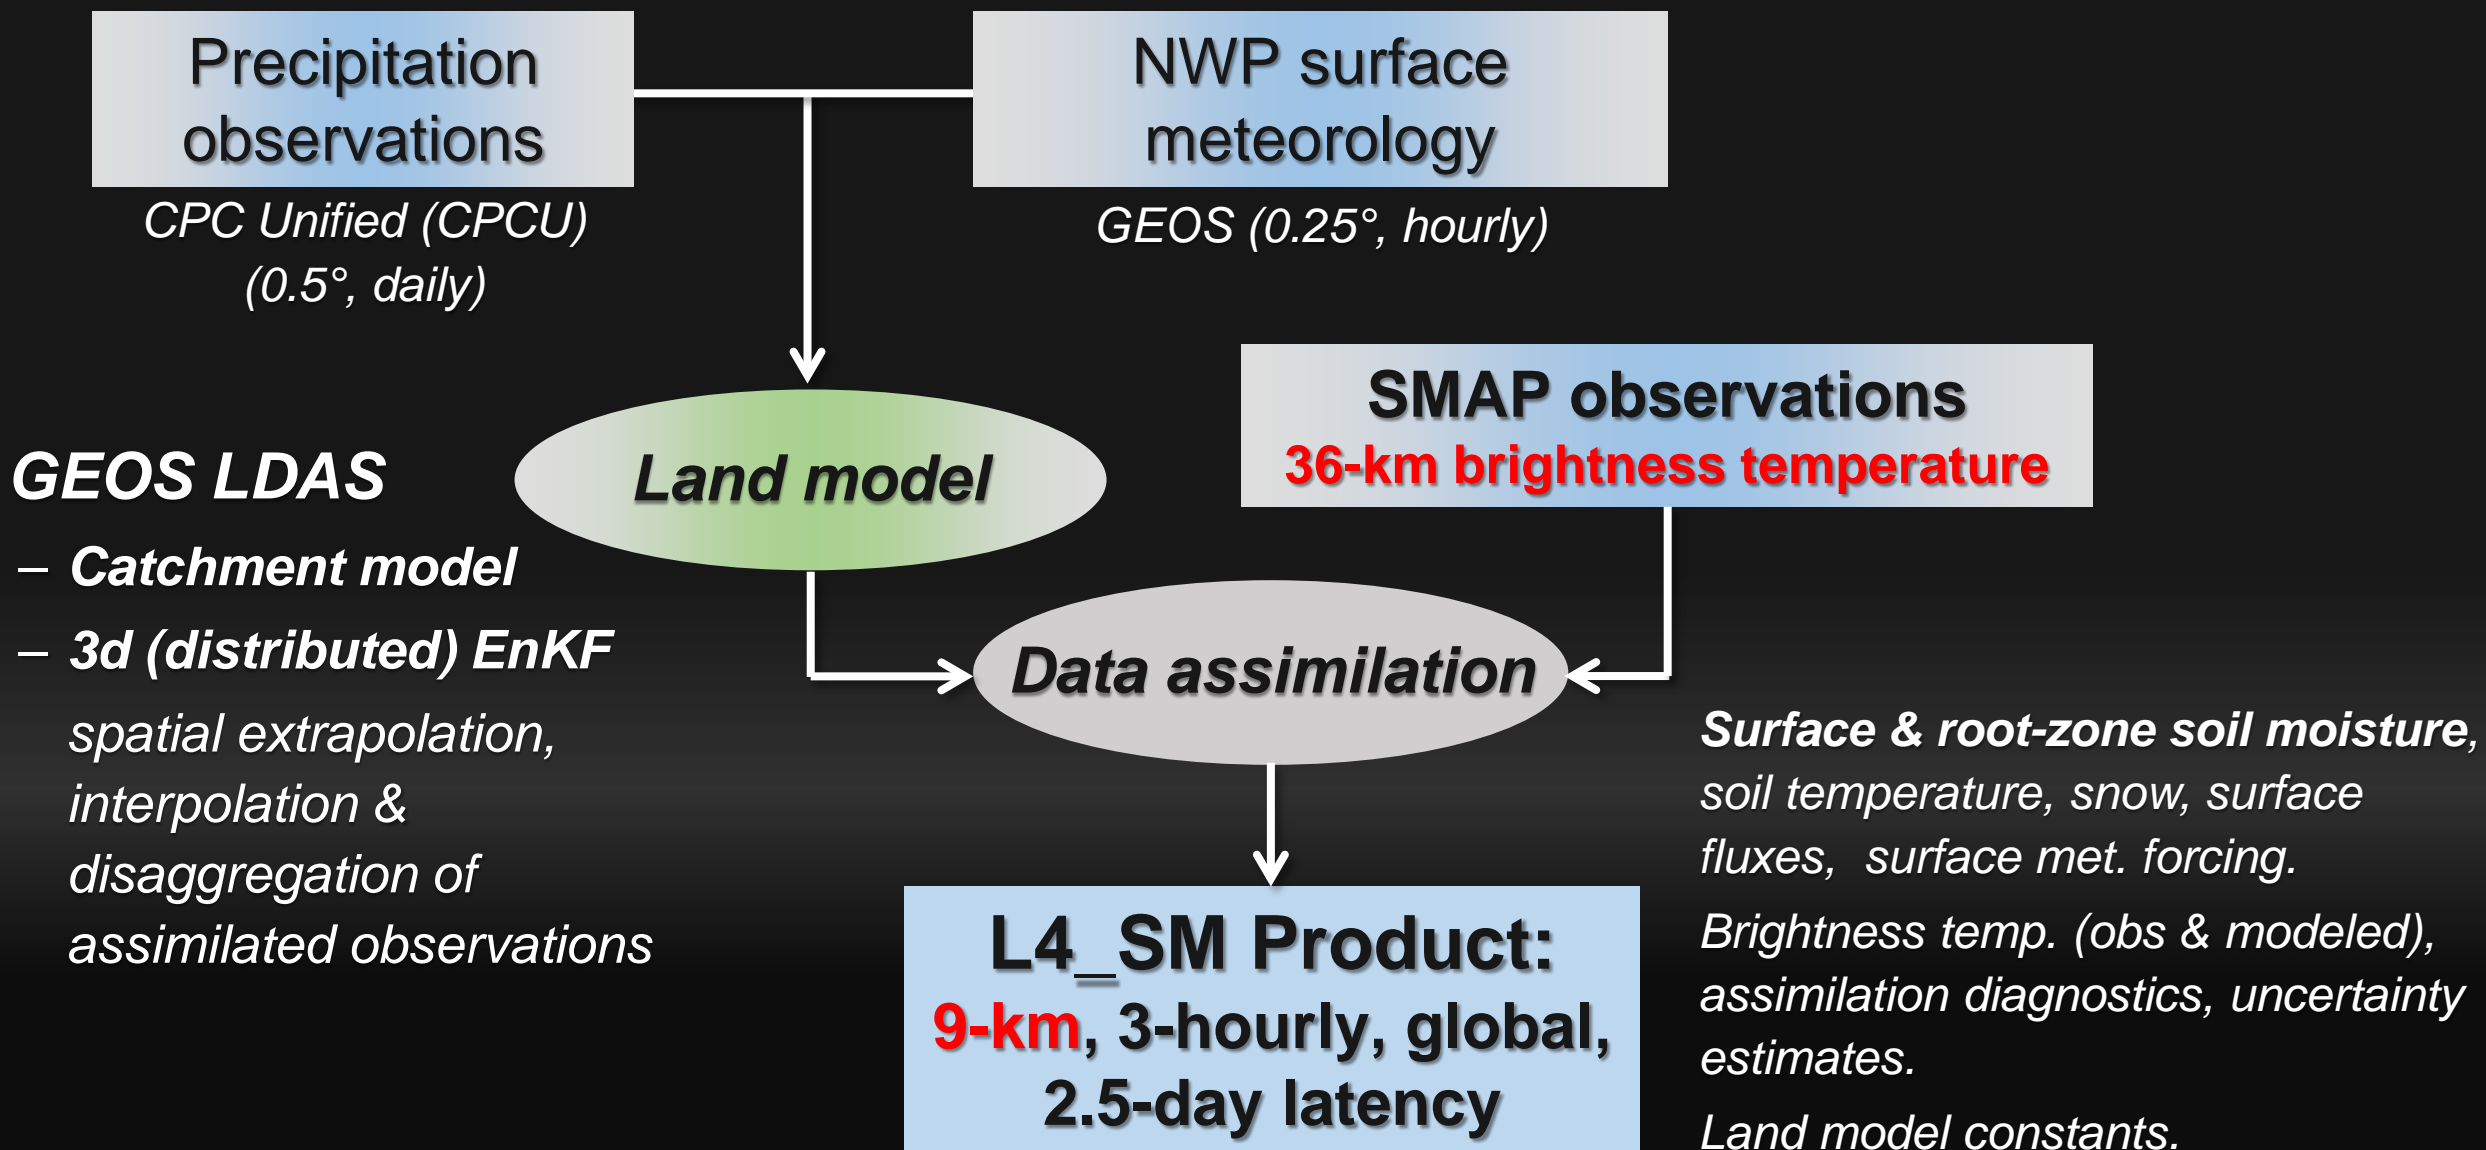 Precipitation
observations
CPC Unified (CPCU)
(0.5°, daily)
NWP surface
meteorology
GEOS (0.25°, hourly)
SMAP observations
36-km brightness temperature
Land model
GEOS LDAS
– Catchment model
– 3d (distributed) EnKF
spatial extrapolation,
interpolation &
disaggregation of
assimilated observations
Data assimilation
L4_SM Product:
9-km, 3-hourly, global,
2.5-day latency
Surface & root-zone soil moisture,
soil temperature, snow, surface
fluxes, surface met. forcing.
Brightness temp. (obs & modeled),
assimilation diagnostics, uncertainty
estimates.
Land model constants.